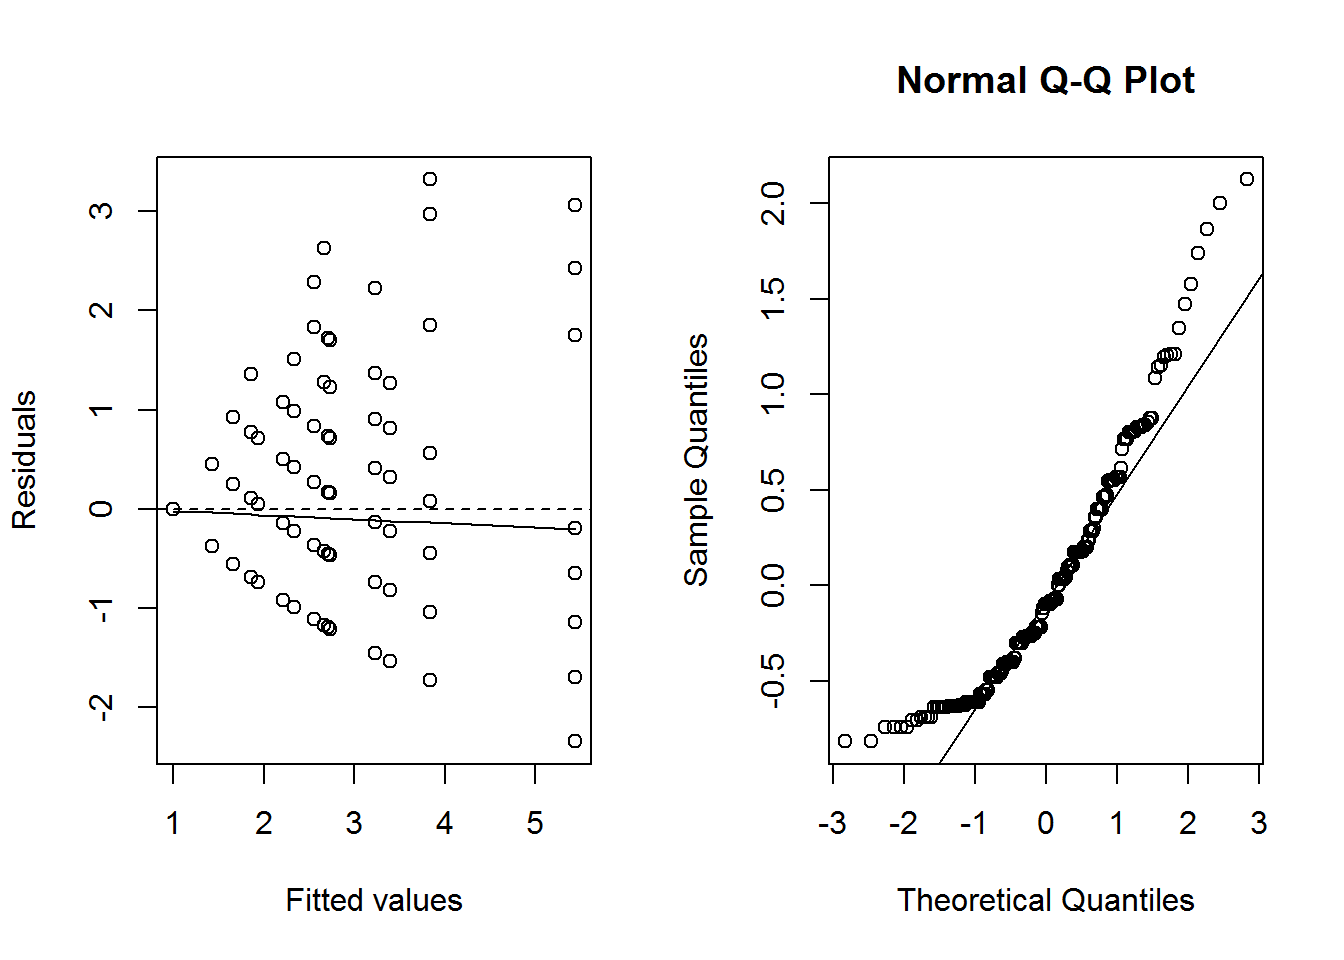 Residuals
3
2
1
0
-1
-2
1 2 3 4 5
Fitted values
Normal Q-Q Plot
Sample Quantiles
2.0
1.5
1.0
0.5
0.0
-0.5
-3 -2 -1 0 1 2 3
Theoretical Quantiles